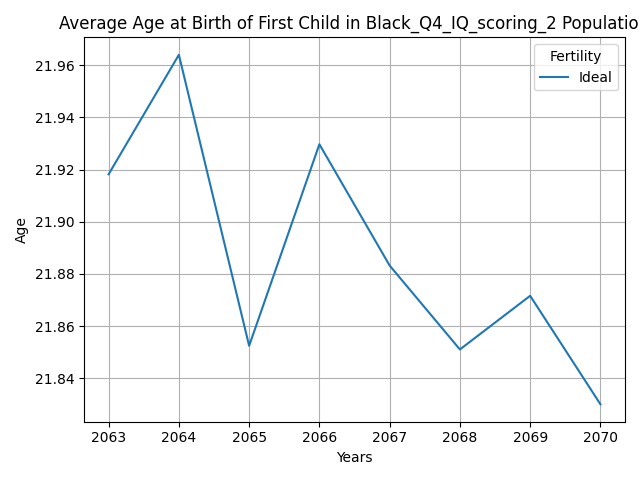 Average Age at Birth of First Child in Black_Q4_IQ_scoring_2 Populatio
Fertility
Ideal
21.96
21.94
21.92
21.90
21.88
21.86
21.84
Age
2063 2064 2065 2066 2067 2068 2069 2070
Years